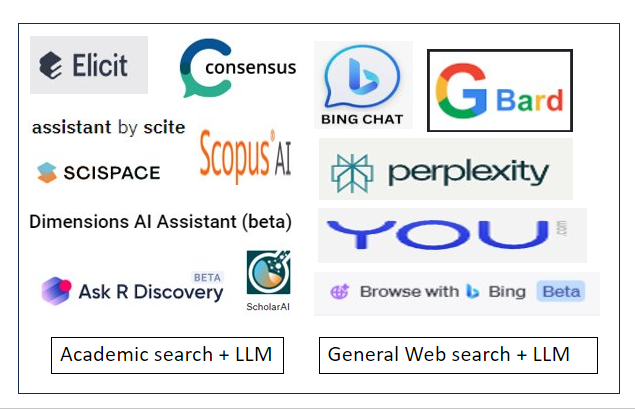 Elicit
consensus
assistant by scite
Scopus® AI
SCISPACE
Dimensions AI Assistant (beta)
BETA
Ask R Discovery
ScholarAI
Academic search + LLM
BING CHAT
G Bard
perplexity
YOU.com
Browse with Bing Beta
General Web search + LLM